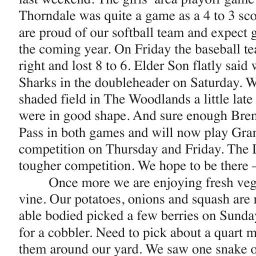 last weekend. The girls' area playoff game
Thorndale was quite a game as a 4 to 3 sco
are proud of our softball team and expect g
the coming year. On Friday the baseball tea
right and lost 8 to 6. Elder Son flatly said w
Sharks in the doubleheader on Saturday. W
shaded field in The Woodlands a little late
were in good shape. And sure enough Bren
Pass in both games and will now play Gran
competition on Thursday and Friday. The I
tougher competition. We hope to be there –
Once more we are enjoying fresh veg
vine. Our potatoes, onions and squash are r
able bodied picked a few berries on Sunda
for a cobbler. Need to pick about a quart m
them around our yard. We saw one snake o